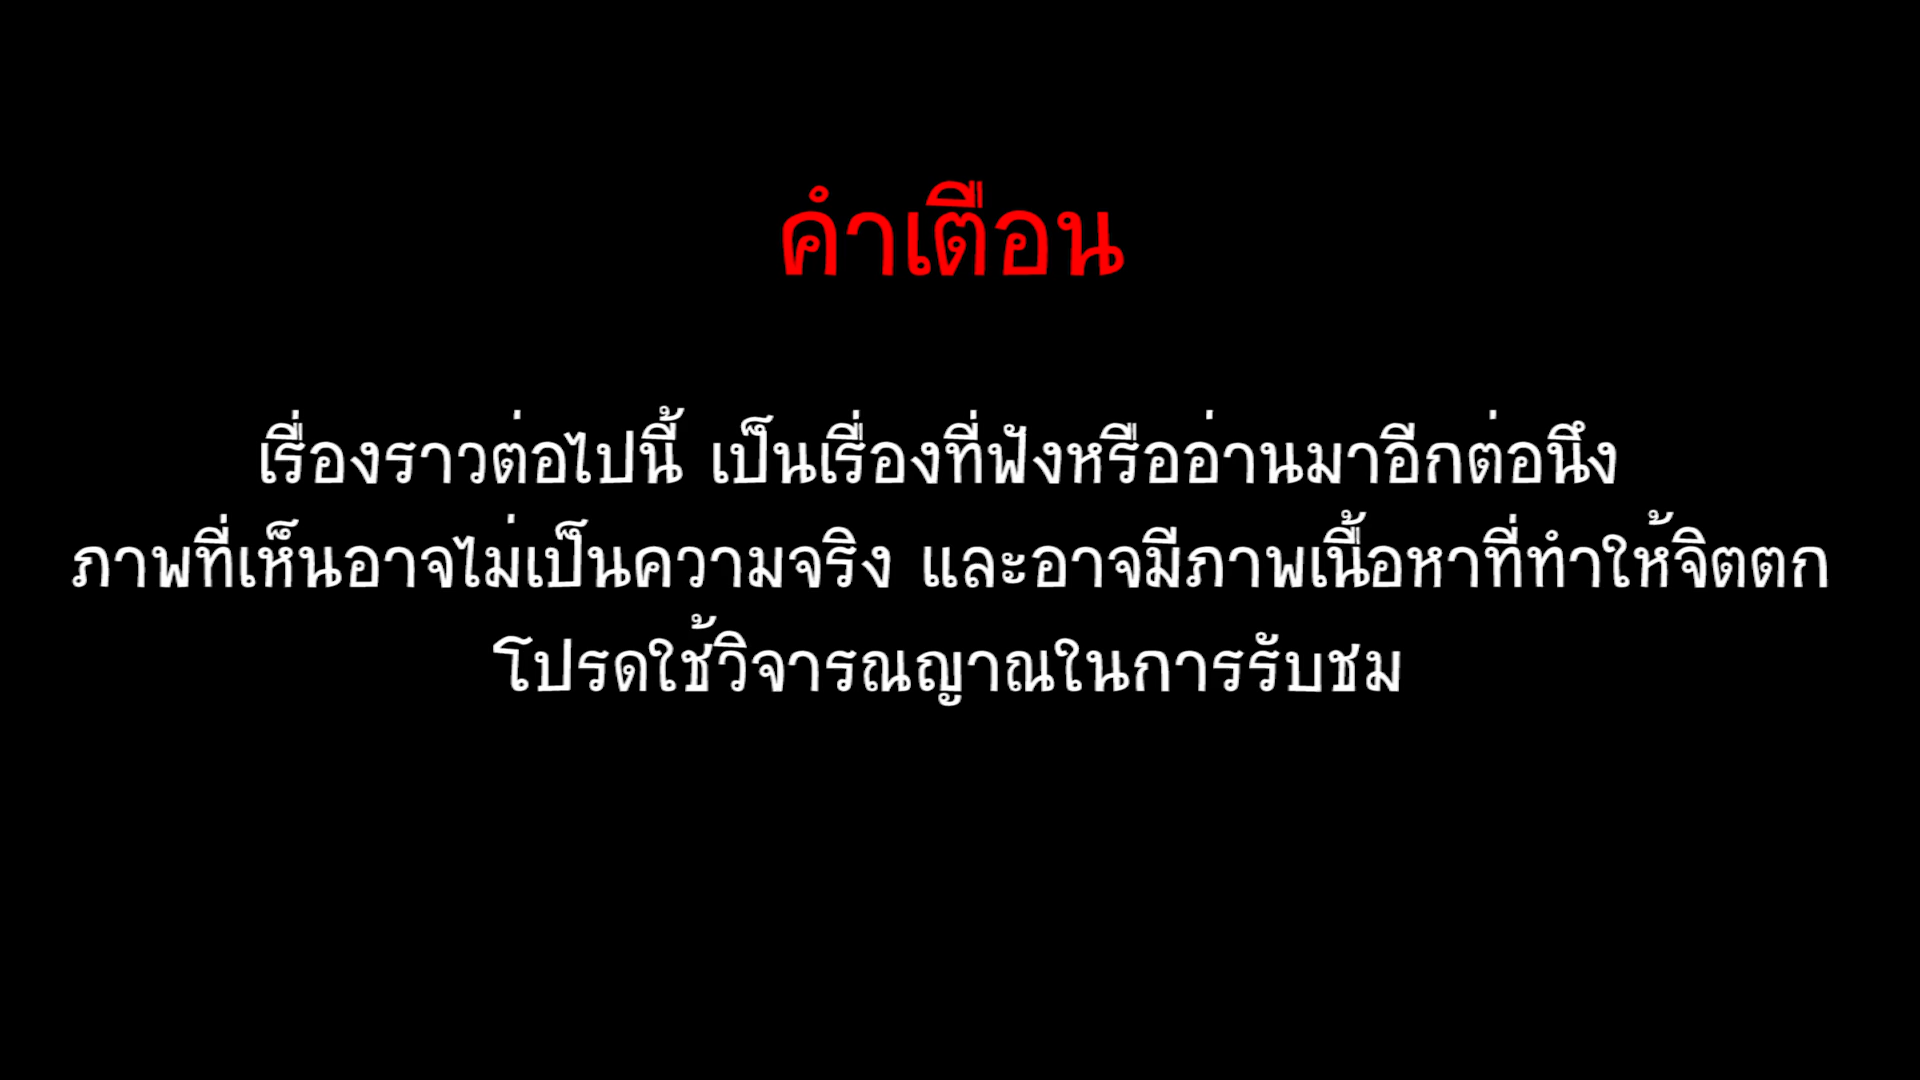 คำเตือน
เรื่องราวต่อไปนี้ เป็นเรื่องที่ฟังหรืออ่านมาอีกต่อนึง
ภาพที่เห็นอาจไม่เป็นความจริง และอาจมีภาพเนื้อหาที่ทำให้จิตตก
โปรดใช้วิจารณญาณในการรับชม